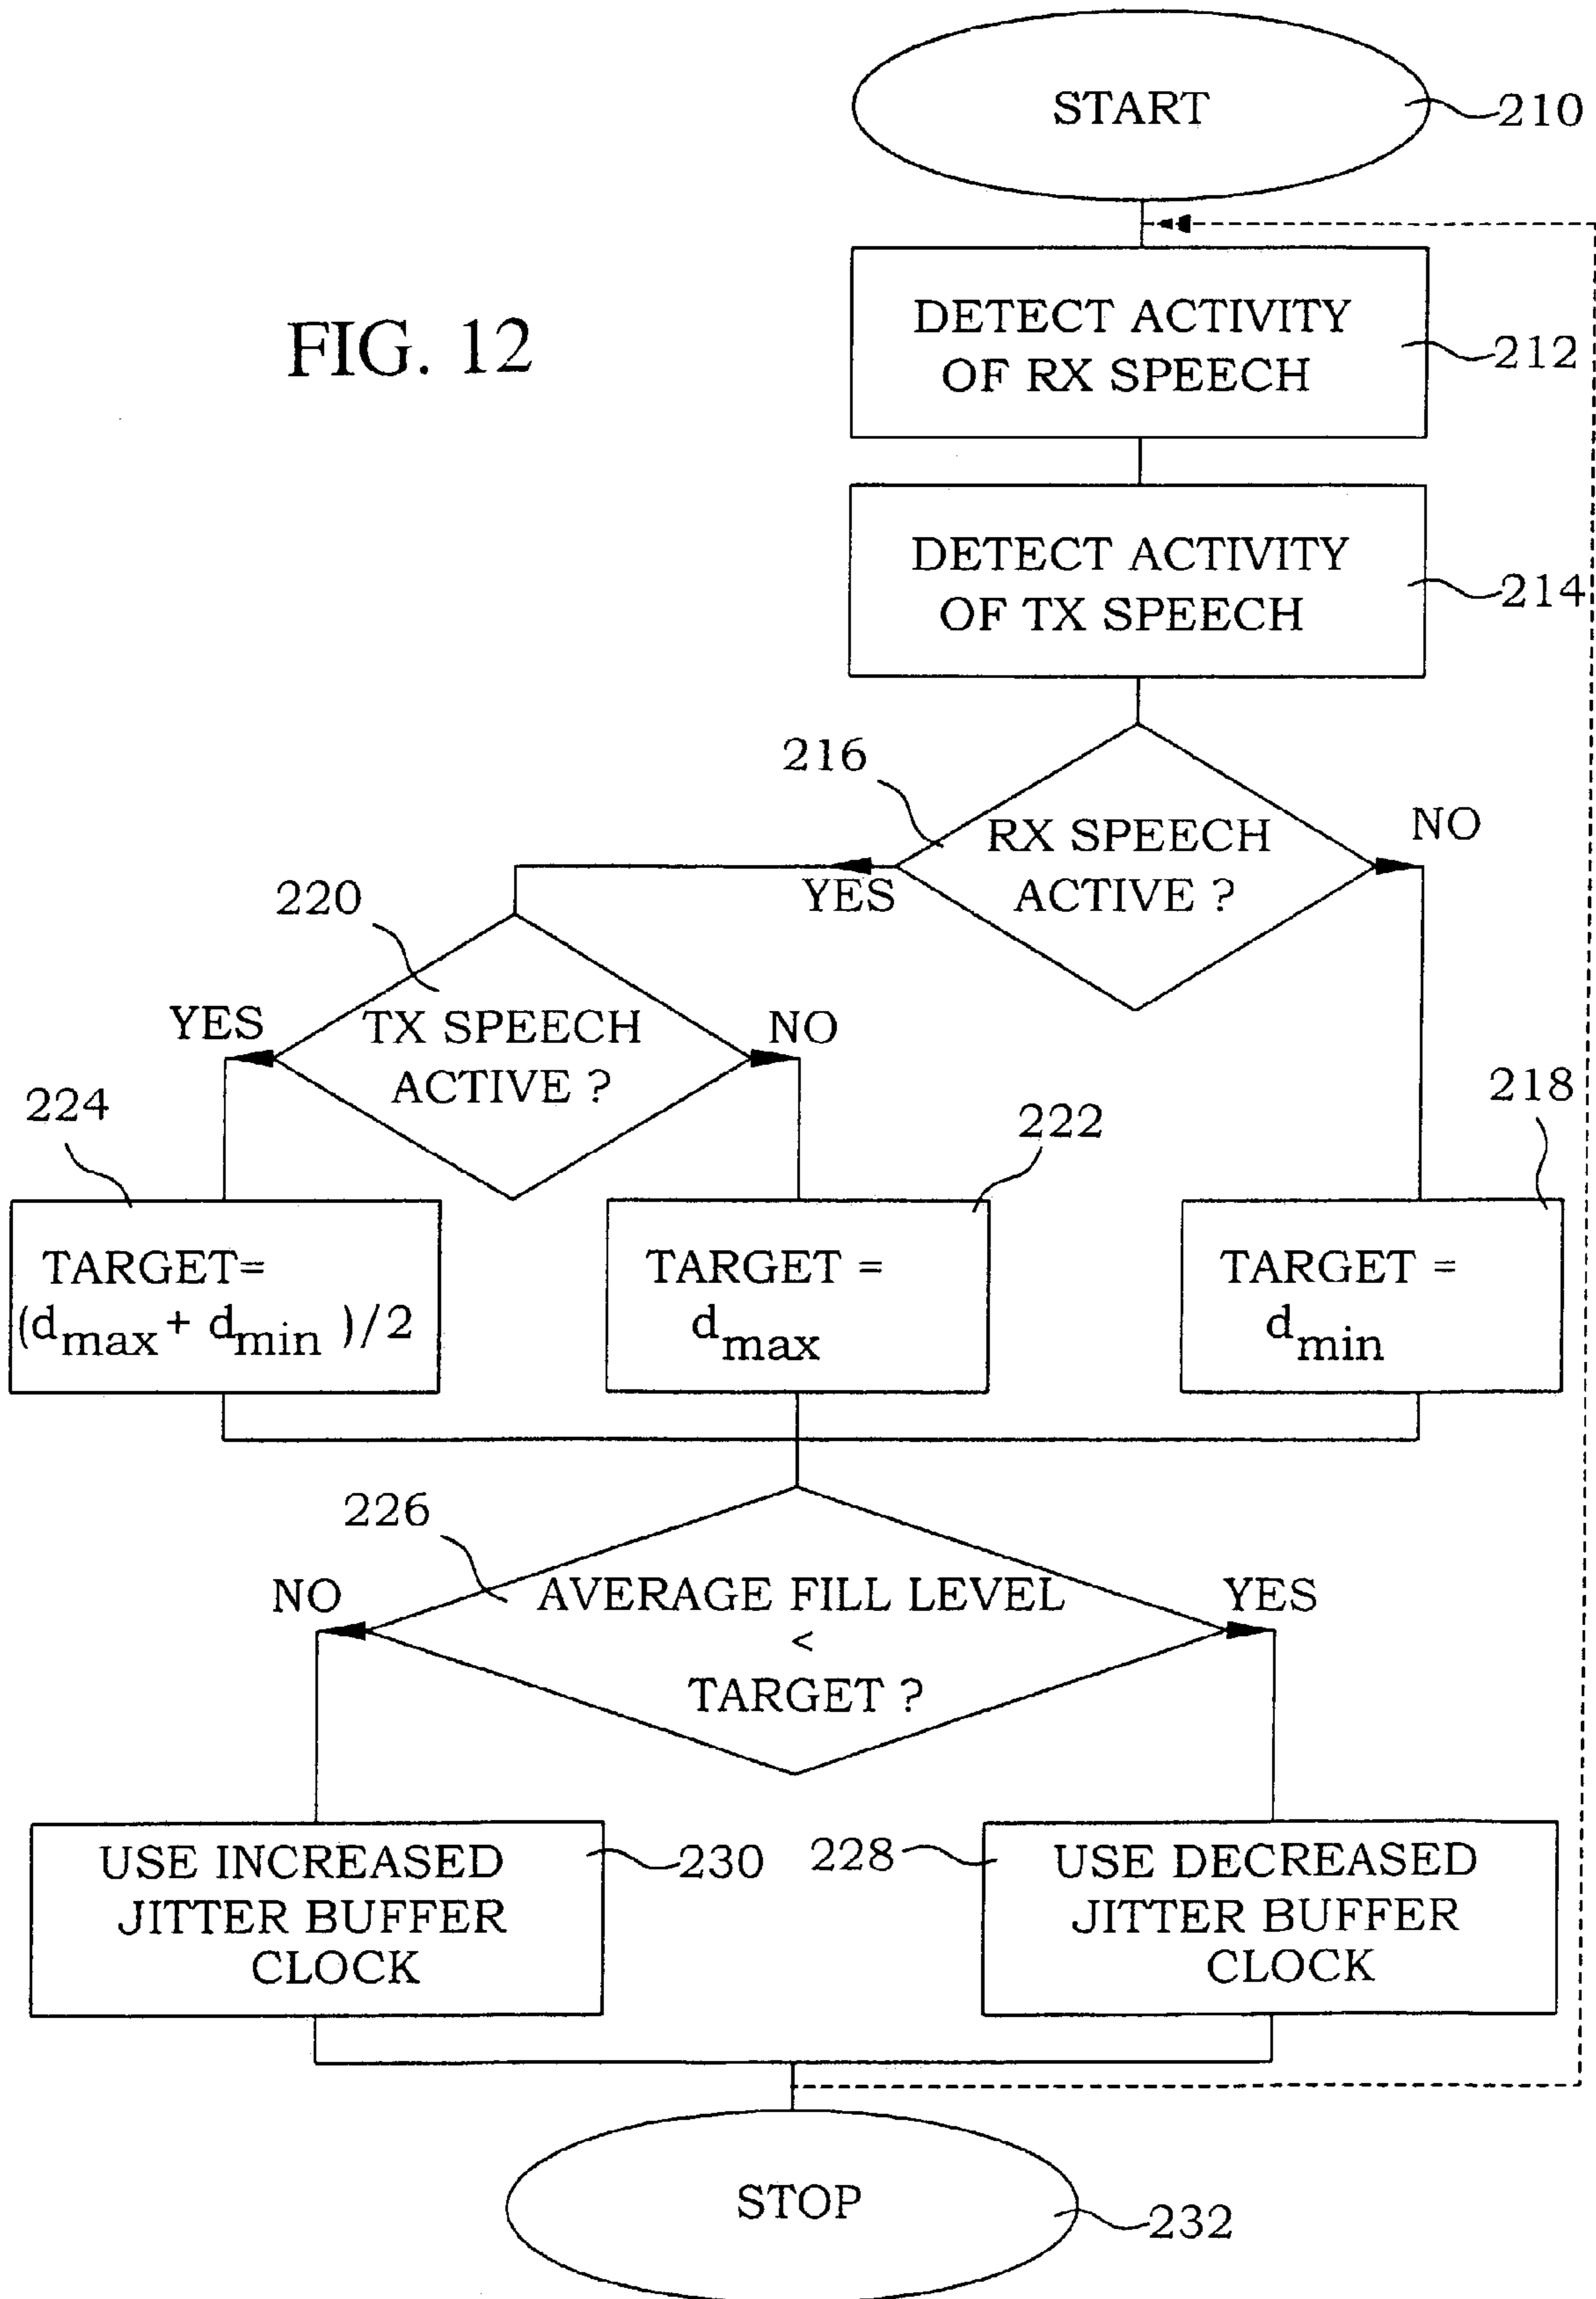 START
210
FIG. 12
DETECT ACTIVITY
OF RX SPEECH
212
DETECT ACTIVITY
OF TX SPEECH
214
216
RX SPEECH
ACTIVE ?
NO
YES
220
TX SPEECH
ACTIVE ?
YES
NO
224
222
218
TARGET=
(dmax + dmin )/2
TARGET =
dmax
TARGET =
dmin
226
AVERAGE FILL LEVEL
<
TARGET ?
NO
YES
USE INCREASED
JITTER BUFFER
CLOCK
230
228
USE DECREASED
JITTER BUFFER
CLOCK
STOP
232